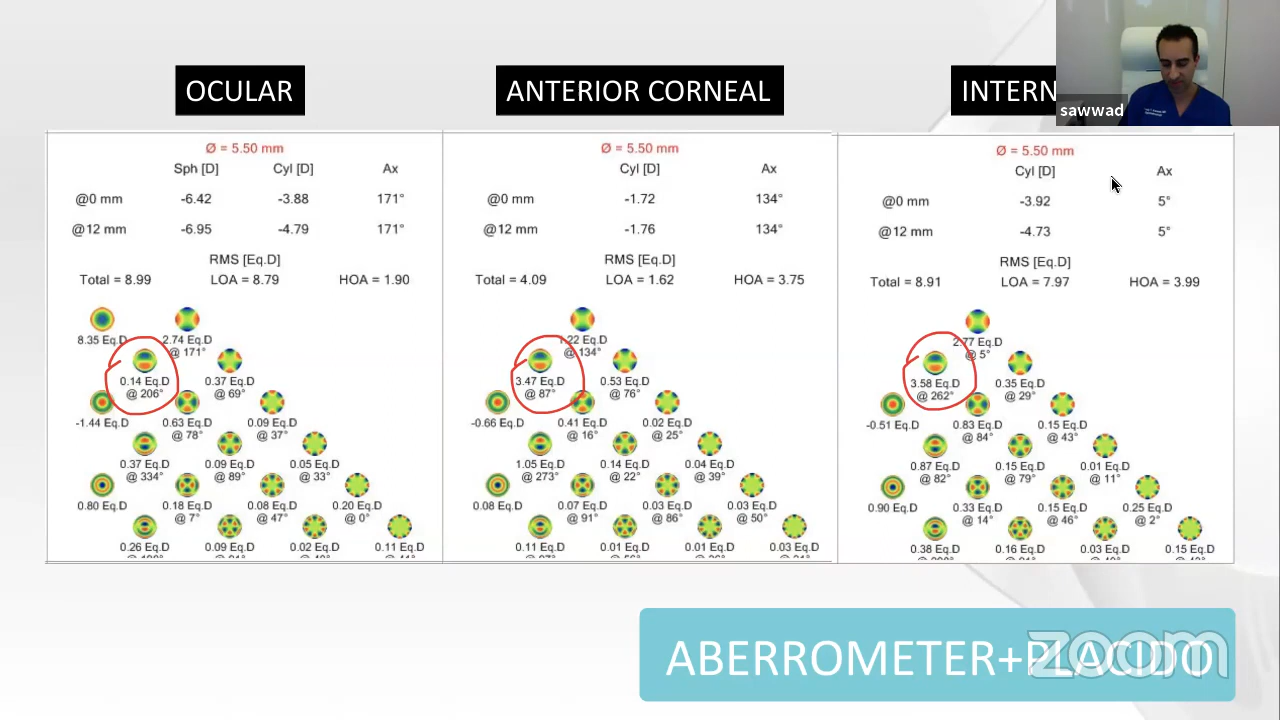 OCULAR
ANTERIOR CORNEAL
INTERN
sawwad
Ø = 5.50 mm
Sph [D] Cyl [D] Ax
@0 mm -6.42 -3.88 171°
@12 mm -6.95 -4.79 171°
RMS [Eq.D]
Total = 8.99 LOA = 8.79 HOA = 1.90
8.35 Eq.D 2.74 Eq.D
@ 171°
0.14 Eq.D 0.37 Eq.D
@ 206° @ 69°
-1.44 Eq.D 0.63 Eq.D 0.09 Eq.D
@ 78° @ 37°
0.37 Eq.D 0.09 Eq.D 0.05 Eq.D
@ 334° @ 89° @ 33°
0.80 Eq.D 0.18 Eq.D 0.08 Eq.D 0.20 Eq.D
@ 7° @ 47° @ 0°
0.26 Eq.D 0.09 Eq.D 0.02 Eq.D 0.11 Eq.D
Ø = 5.50 mm
Cyl [D] Ax
@0 mm -1.72 134°
@12 mm -1.76 134°
RMS [Eq.D]
Total = 4.09 LOA = 1.62 HOA = 3.75
1.22 Eq.D
@ 134°
3.47 Eq.D 0.53 Eq.D
@ 87° @ 76°
-0.66 Eq.D 0.41 Eq.D 0.02 Eq.D
@ 16° @ 25°
1.05 Eq.D 0.14 Eq.D 0.04 Eq.D
@ 273° @ 22° @ 39°
0.08 Eq.D 0.07 Eq.D 0.03 Eq.D 0.03 Eq.D
@ 91° @ 86° @ 50°
0.11 Eq.D 0.01 Eq.D 0.01 Eq.D 0.03 Eq.D
Ø = 5.50 mm
Cyl [D] Ax
@0 mm -3.92 5°
@12 mm -4.73 5°
RMS [Eq.D]
Total = 8.91 LOA = 7.97 HOA = 3.99
2.77 Eq.D
@ 5°
3.58 Eq.D 0.35 Eq.D
@ 262° @ 29°
-0.51 Eq.D 0.83 Eq.D 0.15 Eq.D
@ 84° @ 43°
0.87 Eq.D 0.15 Eq.D 0.01 Eq.D
@ 82° @ 79° @ 11°
0.90 Eq.D 0.33 Eq.D 0.15 Eq.D 0.25 Eq.D
@ 14° @ 46° @ 2°
0.38 Eq.D 0.16 Eq.D 0.03 Eq.D 0.15 Eq.D
ABERROMETER+PLACIDO
zoom